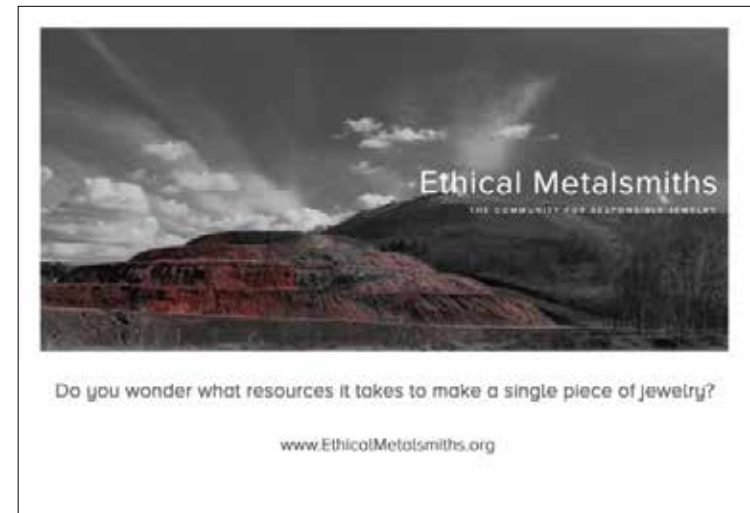 Ethical Metalsmiths
THE COMMUNITY FOR RESPONSIBLE JEWELRY
Do you wonder what resources it takes to make a single piece of jewelry?
www.EthicalMetalsmiths.org